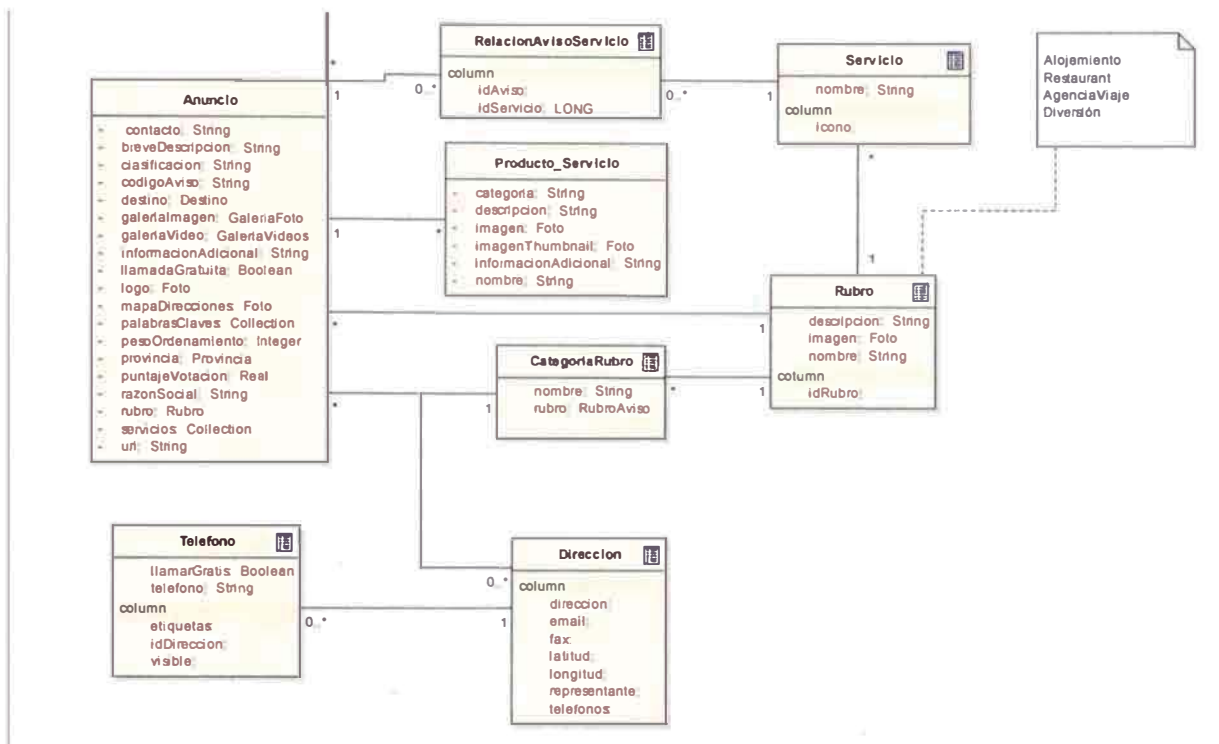 RelacionAvisoServicio
column
idAviso:
idServicio: LONG
Servicio
nombre: String
column
icono:
Alojamiento
Restaurant
AgenciaViaje
Diversión
*
1
0..*
0..*
1
Anuncio
- contacto: String
- breveDescripcion: String
- clasificacion: String
- codigoAviso: String
- destino: Destino
- galeriaImagen: GaleriaFoto
- galeriaVideo: GaleriaVideos
- informacionAdicional: String
- llamadaGratuita: Boolean
- logo: Foto
- mapaDirecciones: Foto
- palabrasClaves: Collection
- pesoOrdenamiento: Integer
- provincia: Provincia
- puntajeVotacion: Real
- razonSocial: String
- rubro: Rubro
- servicios: Collection
- url: String
Producto_Servicio
- categoria: String
- descripcion: String
- imagen: Foto
- imagenThumbnail: Foto
- informacionAdicional: String
- nombre: String
1
*
*
1
Rubro
descripcion: String
imagen: Foto
nombre: String
column
idRubro:
*
1
CategoriaRubro
nombre: String
rubro: RubroAviso
*
1
*
1
Telefono
llamarGratis: Boolean
telefono: String
column
etiquetas:
idDireccion:
visible:
Direccion
column
direccion:
email:
fax:
latitud:
longitud:
representante:
telefonos:
0..*
0..*
1